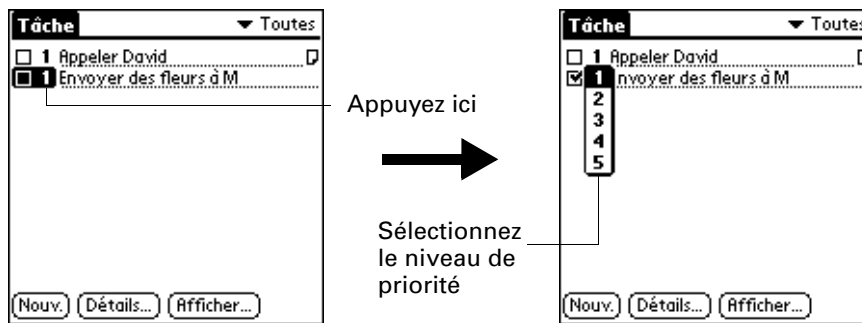 Tâche
Toutes
1 Appeler David
1 Envoyer des fleurs à M
Appuyez ici
Sélectionnez
le niveau de
priorité
Nouv.
Détails...
Afficher...
Tâche
Toutes
1 Appeler David
1 nvoyer des fleurs à M
2
3
4
5
Nouv.
Détails...
Afficher...